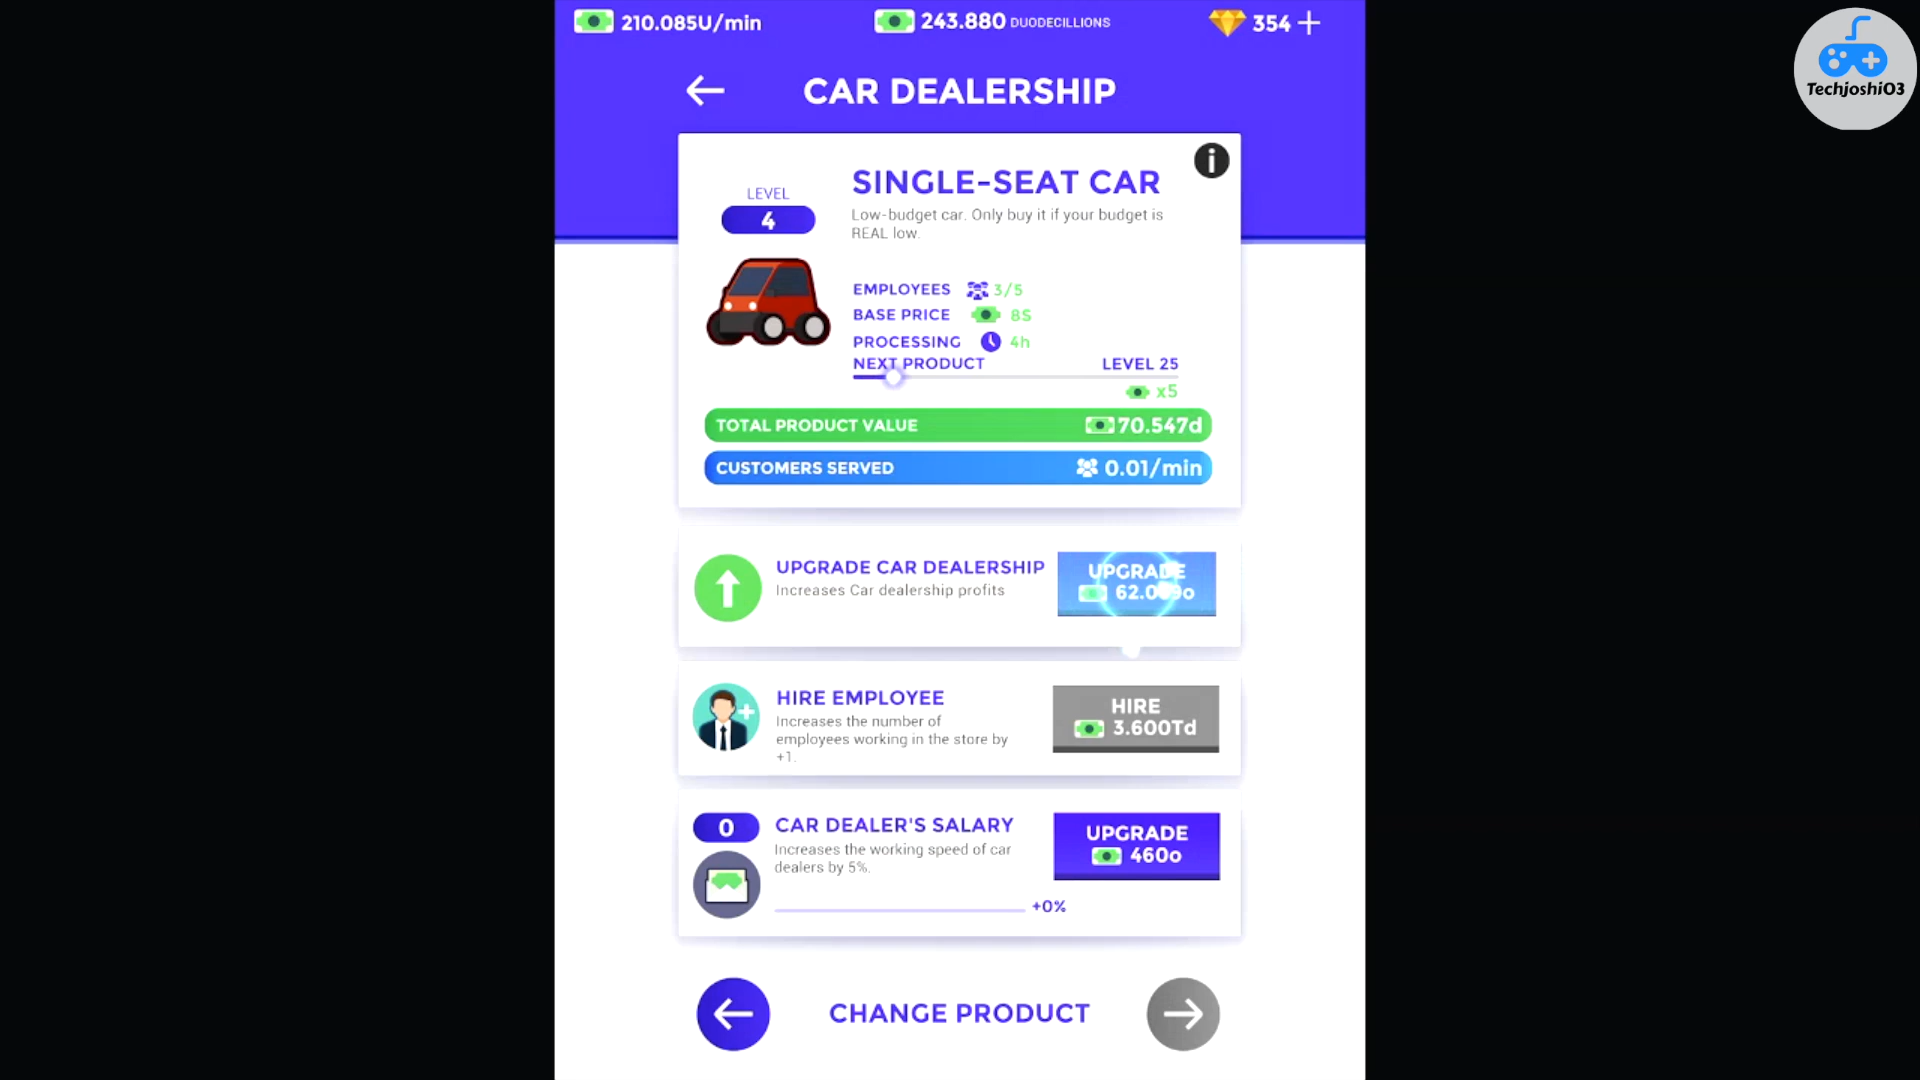 210.085U/min
243.880 DUODECILLIONS
354
TechjoshiO3
CAR DEALERSHIP
LEVEL
4
SINGLE-SEAT CAR
Low-budget car. Only buy it if your budget is
REAL low.
EMPLOYEES 3/5
BASE PRICE 8S
PROCESSING 4h
NEXT PRODUCT LEVEL 25
x5
TOTAL PRODUCT VALUE 70.547d
CUSTOMERS SERVED 0.01/min
UPGRADE CAR DEALERSHIP
Increases Car dealership profits
UPGRADE
HIRE EMPLOYEE
Increases the number of
employees working in the store by
+1.
HIRE
3.600Td
0
CAR DEALER'S SALARY
Increases the working speed of car
dealers by 5%.
+0%
UPGRADE
460o
CHANGE PRODUCT